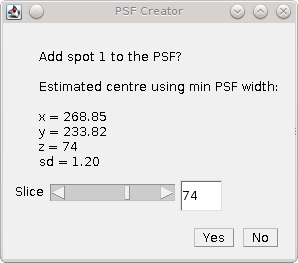 PSF Creator
Add spot 1 to the PSF?
Estimated centre using min PSF width:
x = 268.85
y = 233.82
z = 74
sd = 1.20
Slice 74
Yes No